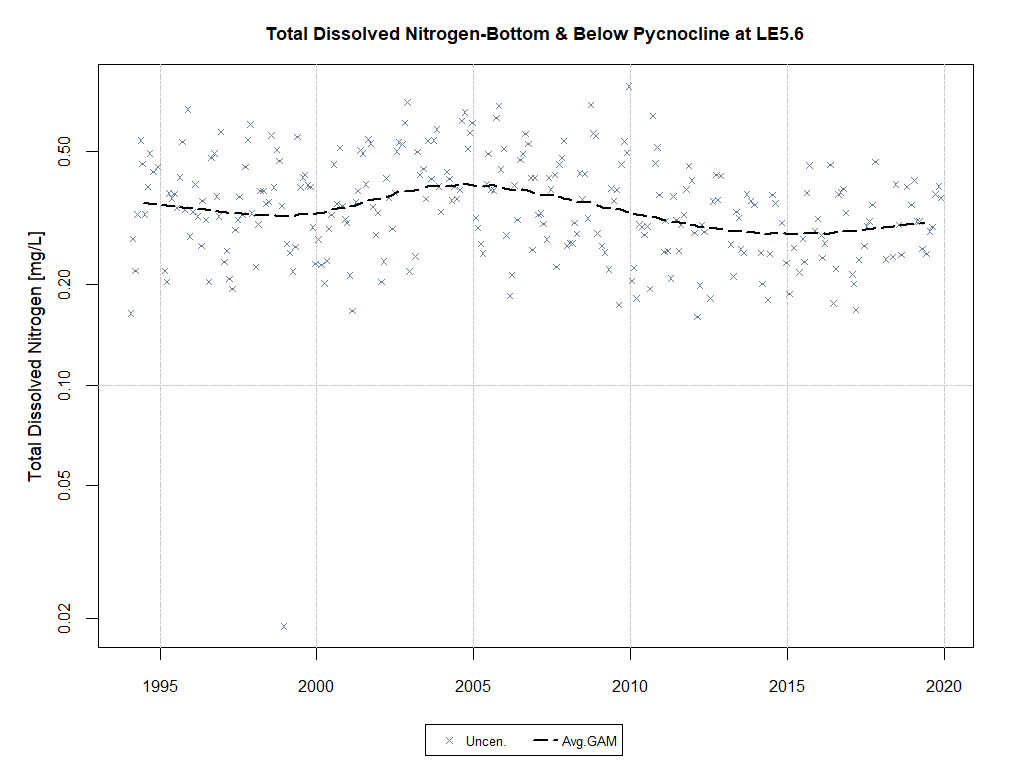 Total Dissolved Nitrogen-Bottom & Below Pycnocline at LE5.6
Total Dissolved Nitrogen [mg/L]
0.50
0.20
0.10
0.05
0.02
1995 2000 2005 2010 2015 2020
Uncen. Avg.GAM